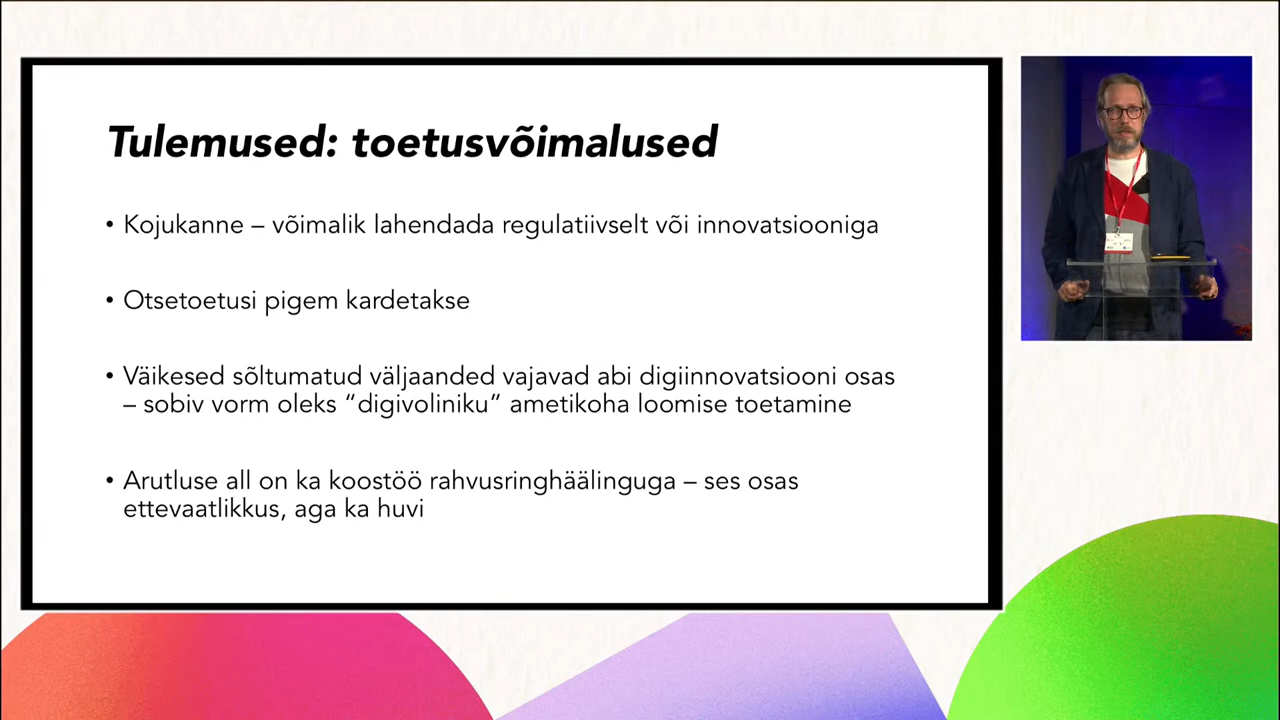 Tulemused: toetusvõimalused
• Kojukanne – võimalik lahendada regulatiivselt või innovatsiooniga
• Otsetoetusi pigem kardetakse
• Väikesed sõltumatud väljaanded vajavad abi digiinnovatsiooni osas
– sobiv vorm oleks “digivoliniku” ametikoha loomise toetamine
• Arutluse all on ka koostöö rahvusringhäälinguga – ses osas
ettevaatlikkus, aga ka huvi